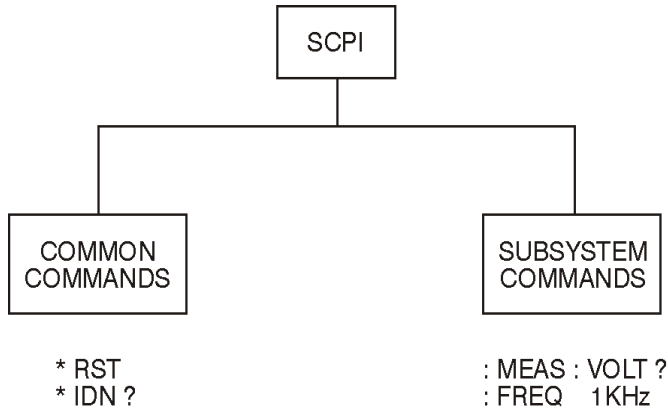 SCPI
COMMON
COMMANDS
SUBSYSTEM
COMMANDS
* RST
* IDN ?
: MEAS : VOLT ?
: FREQ 1KHz